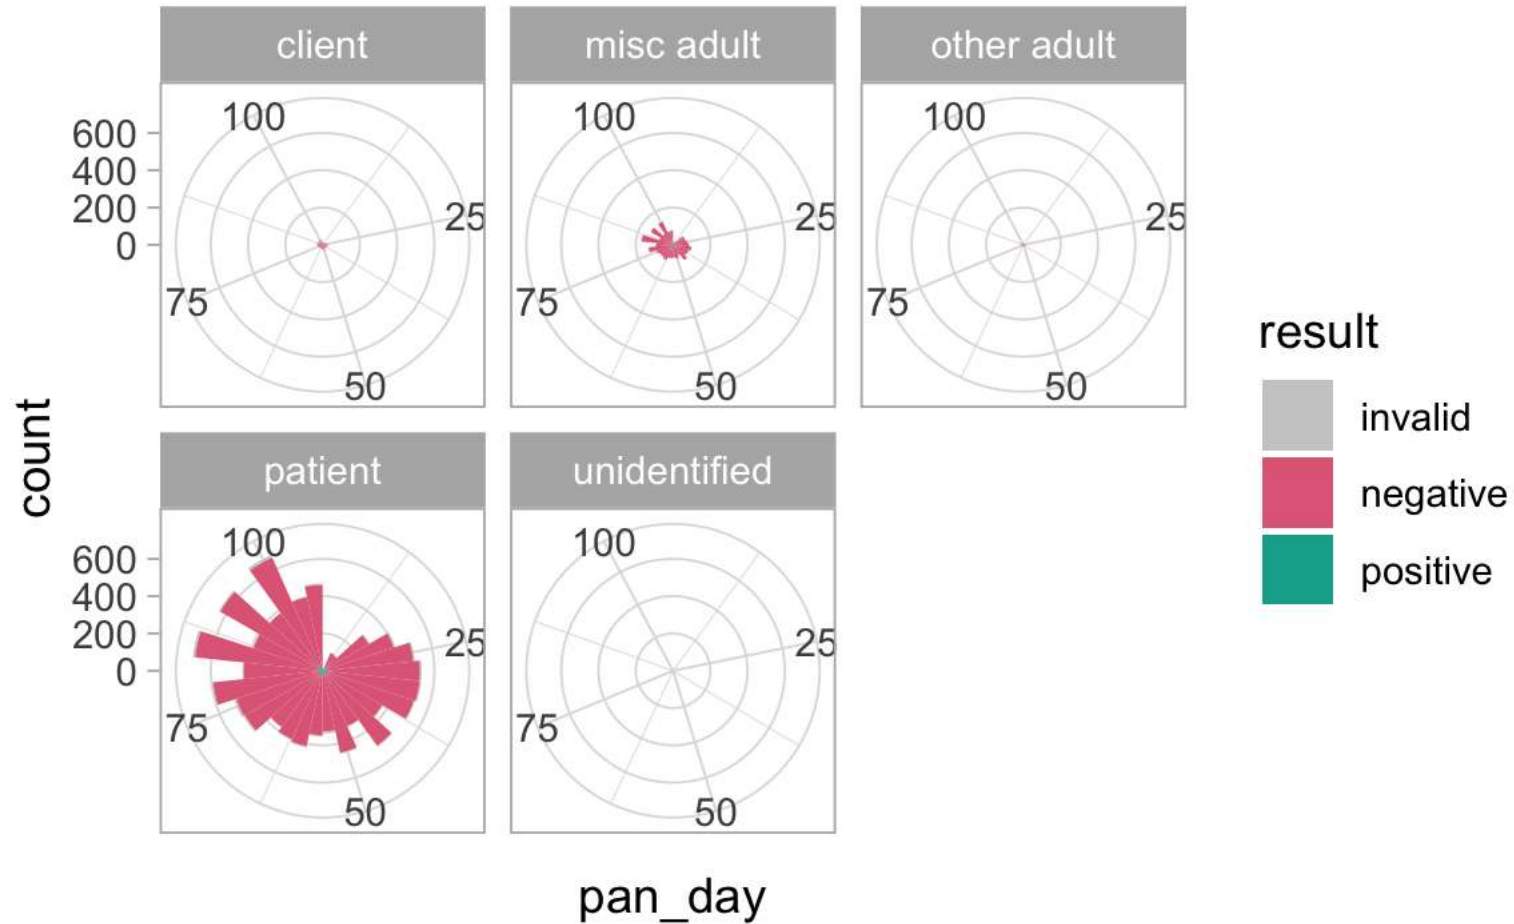 client
misc adult
other adult
100
25
50
75
100
25
50
75
100
25
50
75
600
400
200
0
patient
unidentified
100
25
50
75
100
25
50
75
600
400
200
0
count
pan_day
result
invalid
negative
positive